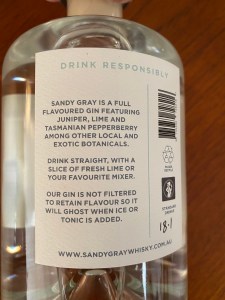 DRINK RESPONSIBLY
SANDY GRAY IS A FULL
FLAVOURED GIN FEATURING
JUNIPER, LIME AND
TASMANIAN PEPPERBERRY
AMONG OTHER LOCAL AND
EXOTIC BOTANICALS.
DRINK STRAIGHT, WITH A
SLICE OF FRESH LIME OR
YOUR FAVOURITE MIXER.
OUR GIN IS NOT FILTERED
TO RETAIN FLAVOUR SO IT
WILL GHOST WHEN ICE OR
TONIC IS ADDED.
WWW.SANDYGRAYWHISKY.COM.AU
STANDARD
DRINKS
18.1